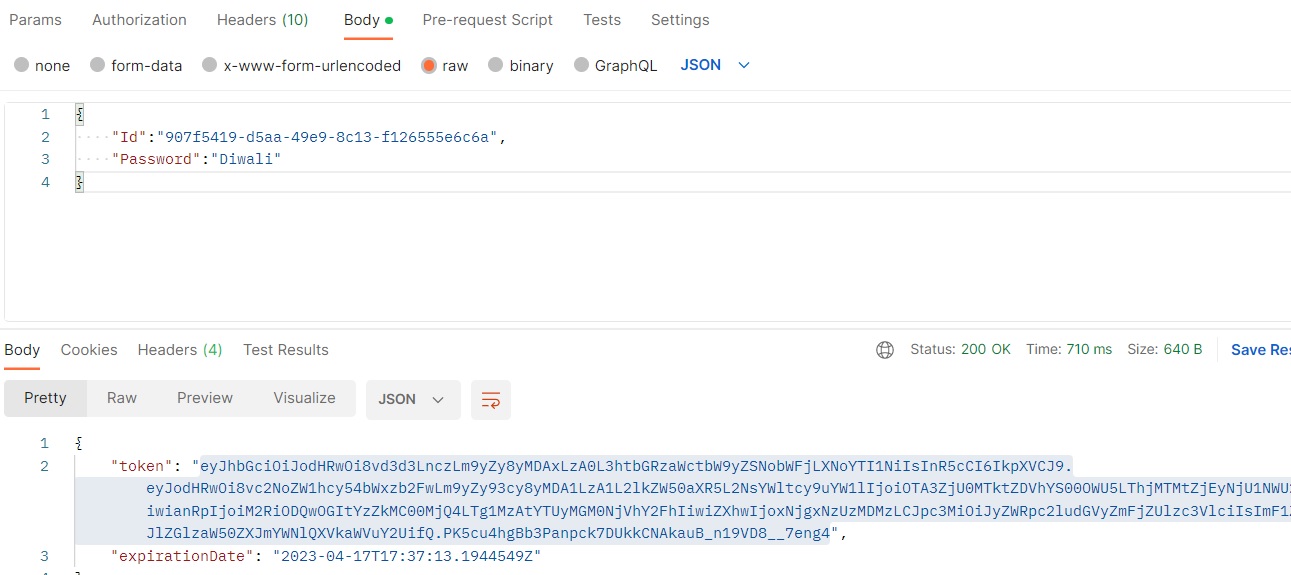 Params Authorization Headers (10) Body Pre-request Script Tests Settings
none form-data x-www-form-urlencoded raw binary GraphQL JSON
1 {
2 "Id":"907f5419-d5aa-49e9-8c13-f126555e6c6a",
3 "Password":"Diwali"
4 }
Body Cookies Headers (4) Test Results Status: 200 OK Time: 710 ms Size: 640 B Save Res
Pretty Raw Preview Visualize JSON
1 {
2 "token": "eyJhbGciOiJodHRwOi8vd3d3LnczLm9yZy8yMDAxLzA0L3htbGRzaWctbW9yZSNobWFjLXNoYTI1NiIsInR5cCI6IkpXVCJ9.
eyJodHRwOi8vc2NoZW1hcy54bWxzb2FwLm9yZy93cy8yMDA1LzA1L2lkZW50aXR5L2NsYWltcy9uYW1lIjoiOTA3ZjU0MTktZDVhYS00OWU5LThjMTMtZjEyNjU1NWU
iwianRpIjoiM2RiODQwOGItYzZkMC00MjQ4LTg1MzAtYTUyMGM0NjVhY2FhIiwiZXhwIjoxNjgxNzUzMDMzLCJpc3MiOiJyZWRpc2ludGVyZmFjZUlzc3VlciIsImF1
JlZGlzaW50ZXJmYWNlQXVkaWVuY2UifQ.PK5cu4hgBb3Panpck7DUkkCNAkauB_n19VD8__7eng4",
3 "expirationDate": "2023-04-17T17:37:13.1944549Z"